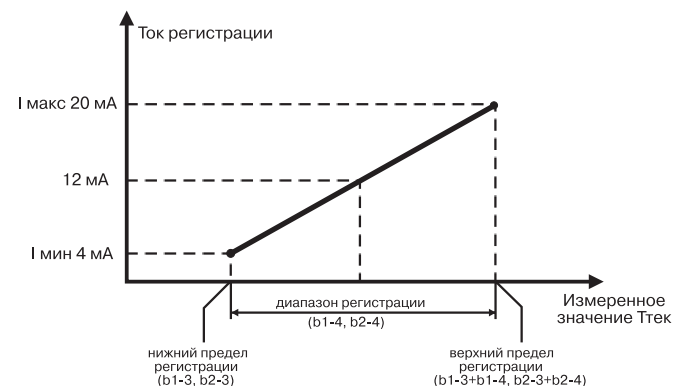 Ток регистрации
I макс 20 мА
12 мА
I мин 4 мА
диапазон регистрации
(b1-4, b2-4)
Измеренное
значение Tтек
нижний предел
регистрации
(b1-3, b2-3)
верхний предел
регистрации
(b1-3+b1-4, b2-3+b2-4)